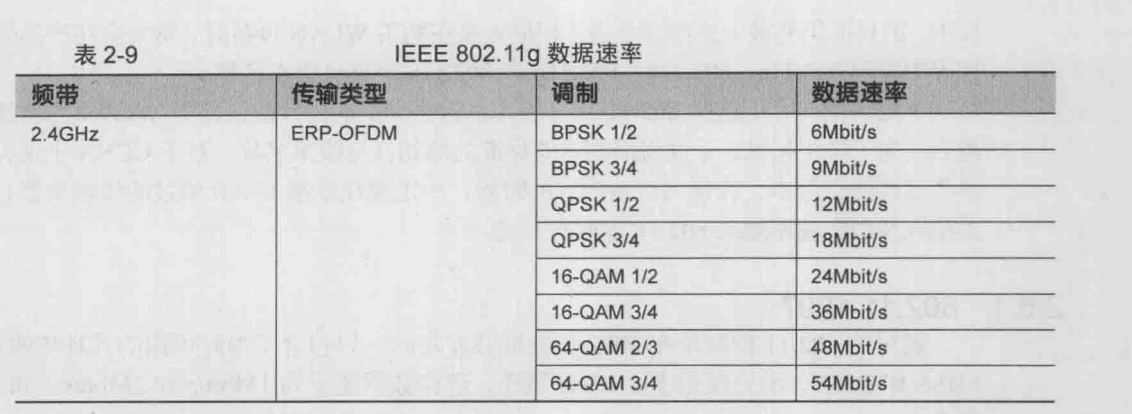 表 2-9 IEEE 802.11g 数据速率
频带 传输类型 调制 数据速率
2.4GHz ERP-OFDM BPSK 1/2 6Mbit/s
BPSK 3/4 9Mbit/s
QPSK 1/2 12Mbit/s
QPSK 3/4 18Mbit/s
16-QAM 1/2 24Mbit/s
16-QAM 3/4 36Mbit/s
64-QAM 2/3 48Mbit/s
64-QAM 3/4 54Mbit/s